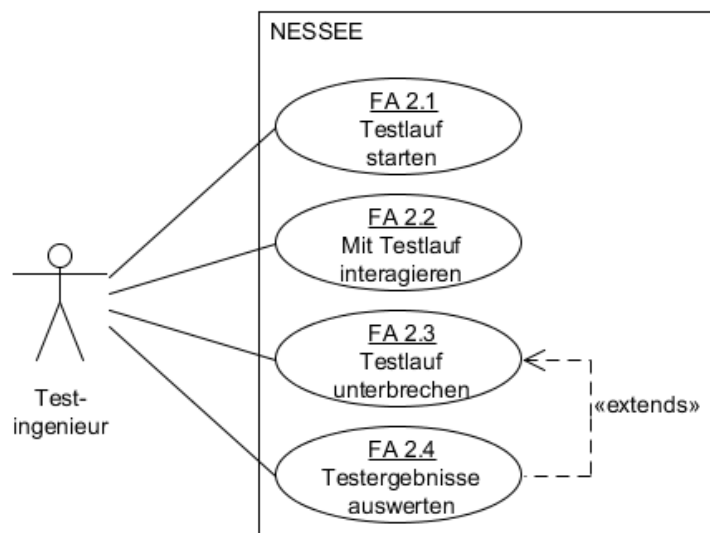 NESSEE
FA 2.1
Testlauf
starten
FA 2.2
Mit Testlauf
interagieren
FA 2.3
Testlauf
unterbrechen
FA 2.4
Testergebnisse
auswerten
Test-
ingenieur
«extends»